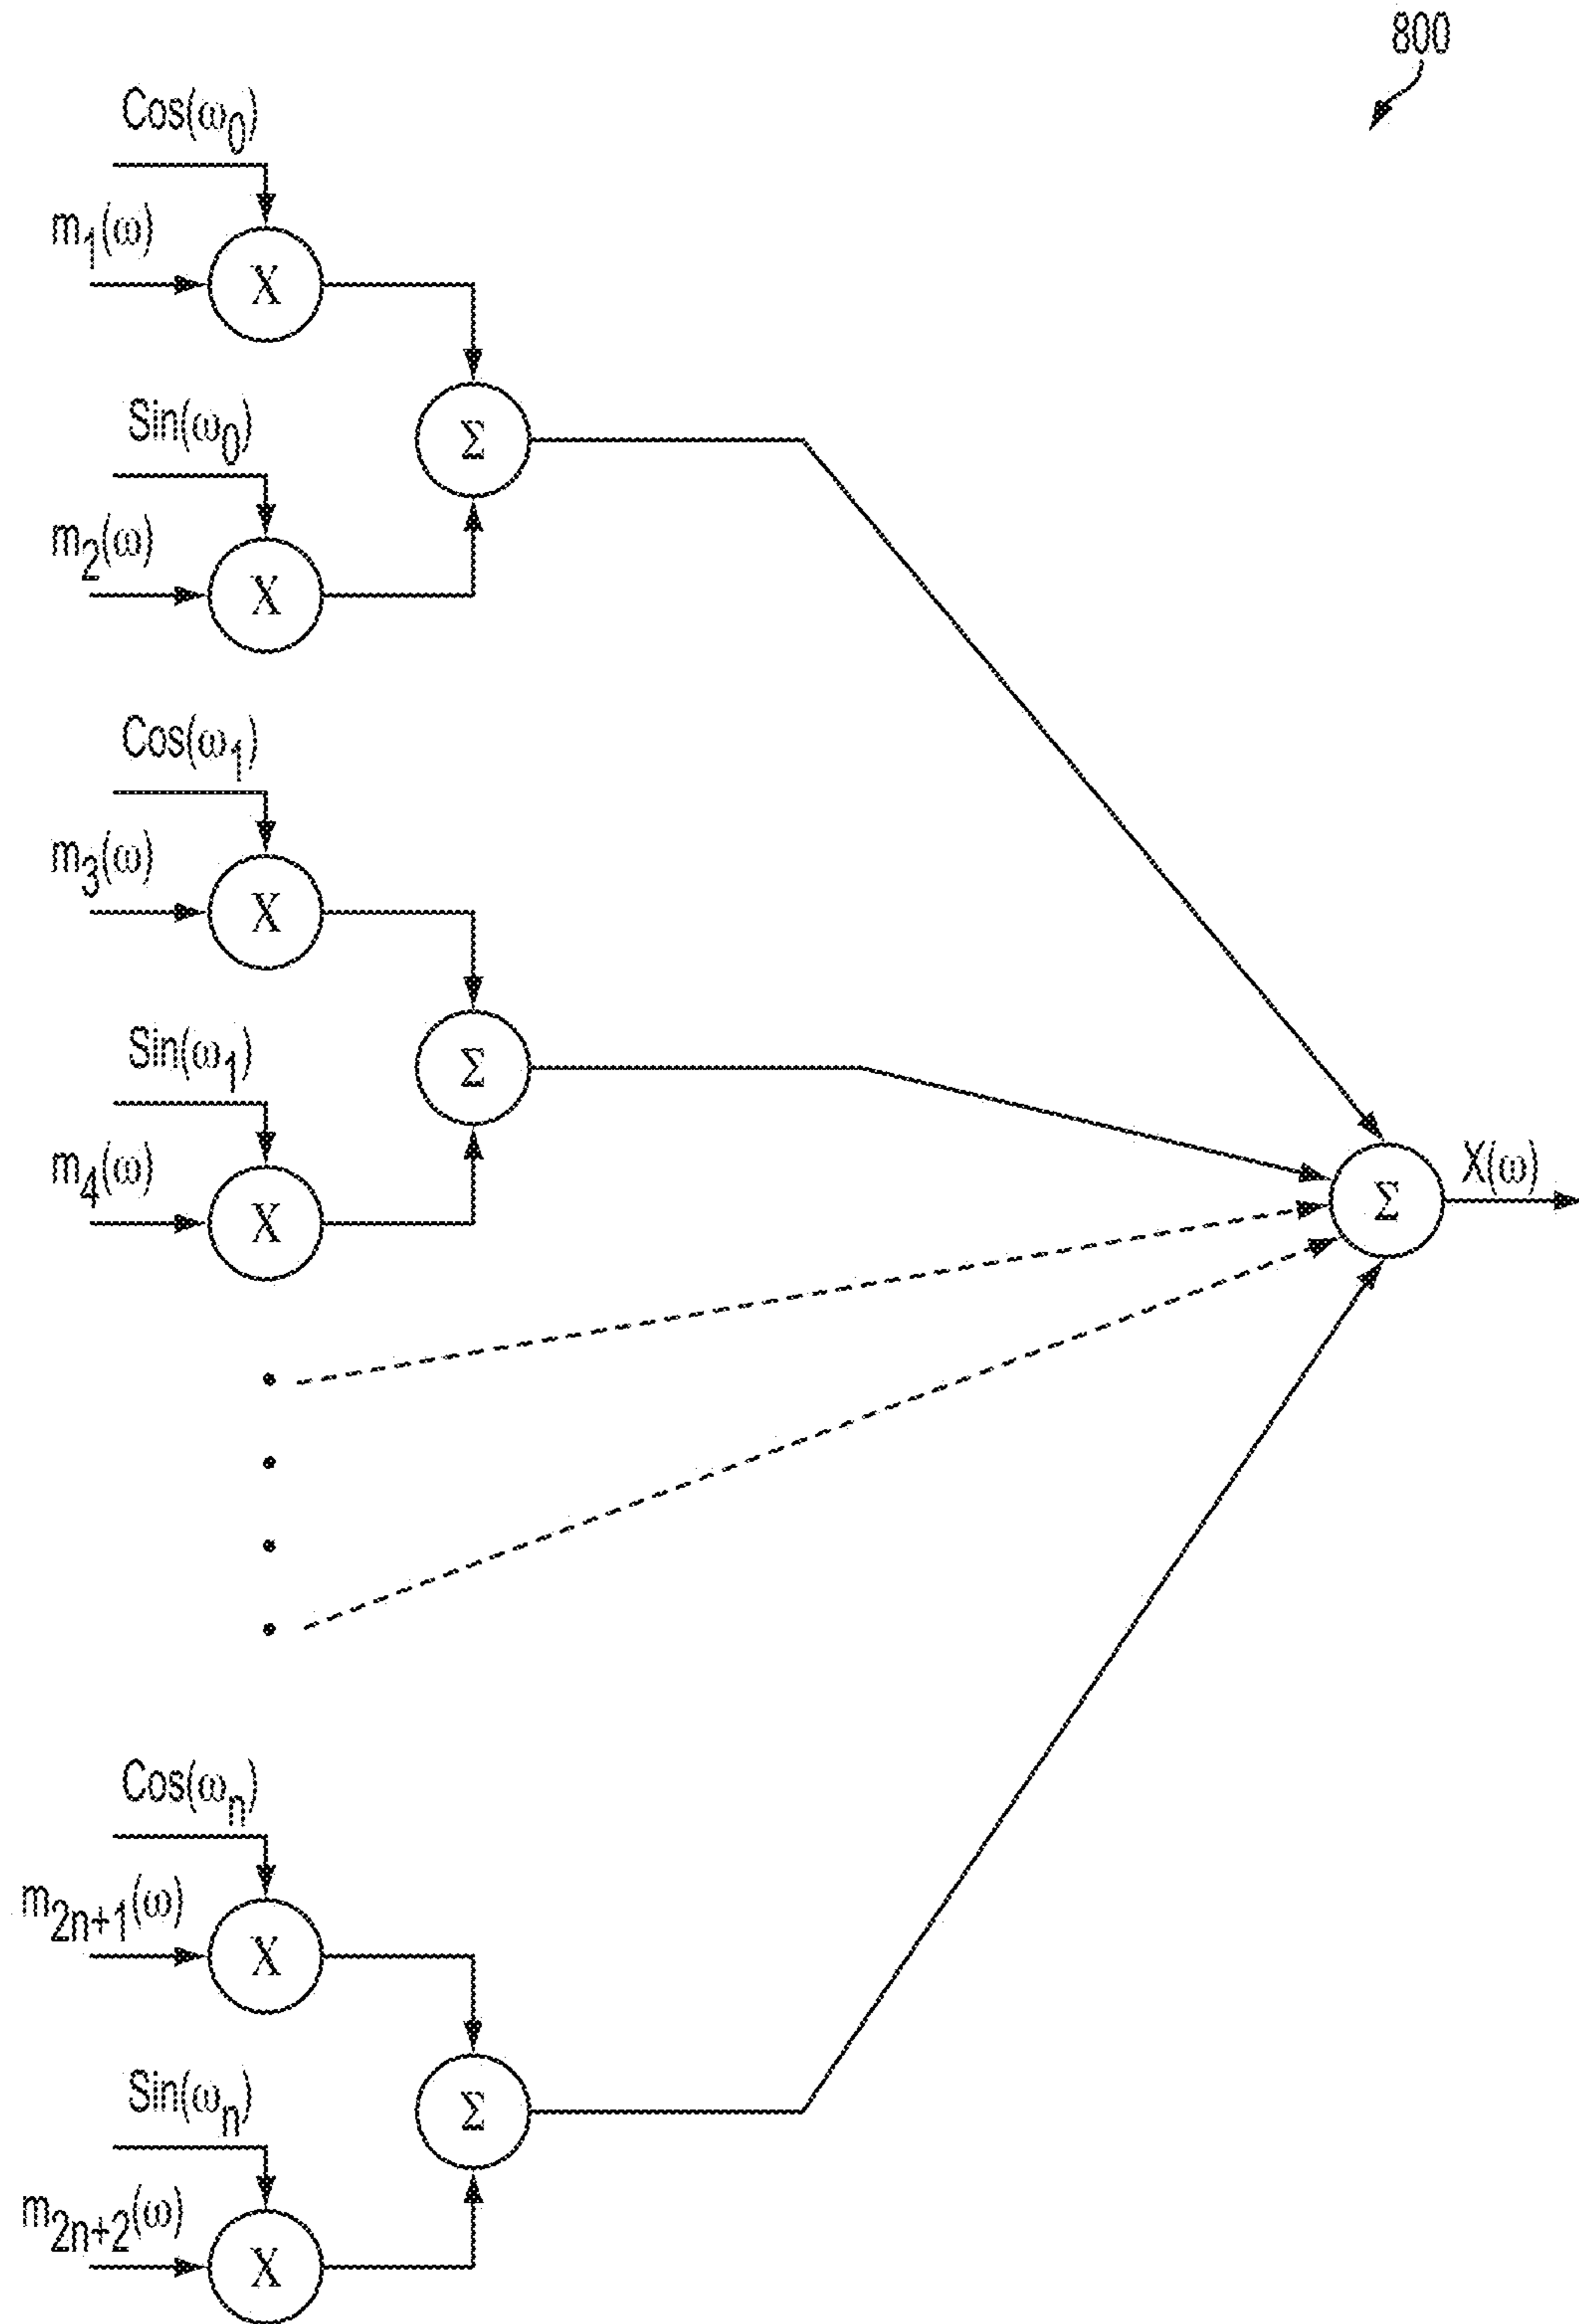 800
Cos(ω0)
m1(ω)
X
Σ
Sin(ω0)
m2(ω)
X
Cos(ω1)
m3(ω)
X
Σ
Sin(ω1)
m4(ω)
X
Σ
X(ω)
Cos(ωn)
m2n+1(ω)
X
Σ
Sin(ωn)
m2n+2(ω)
X